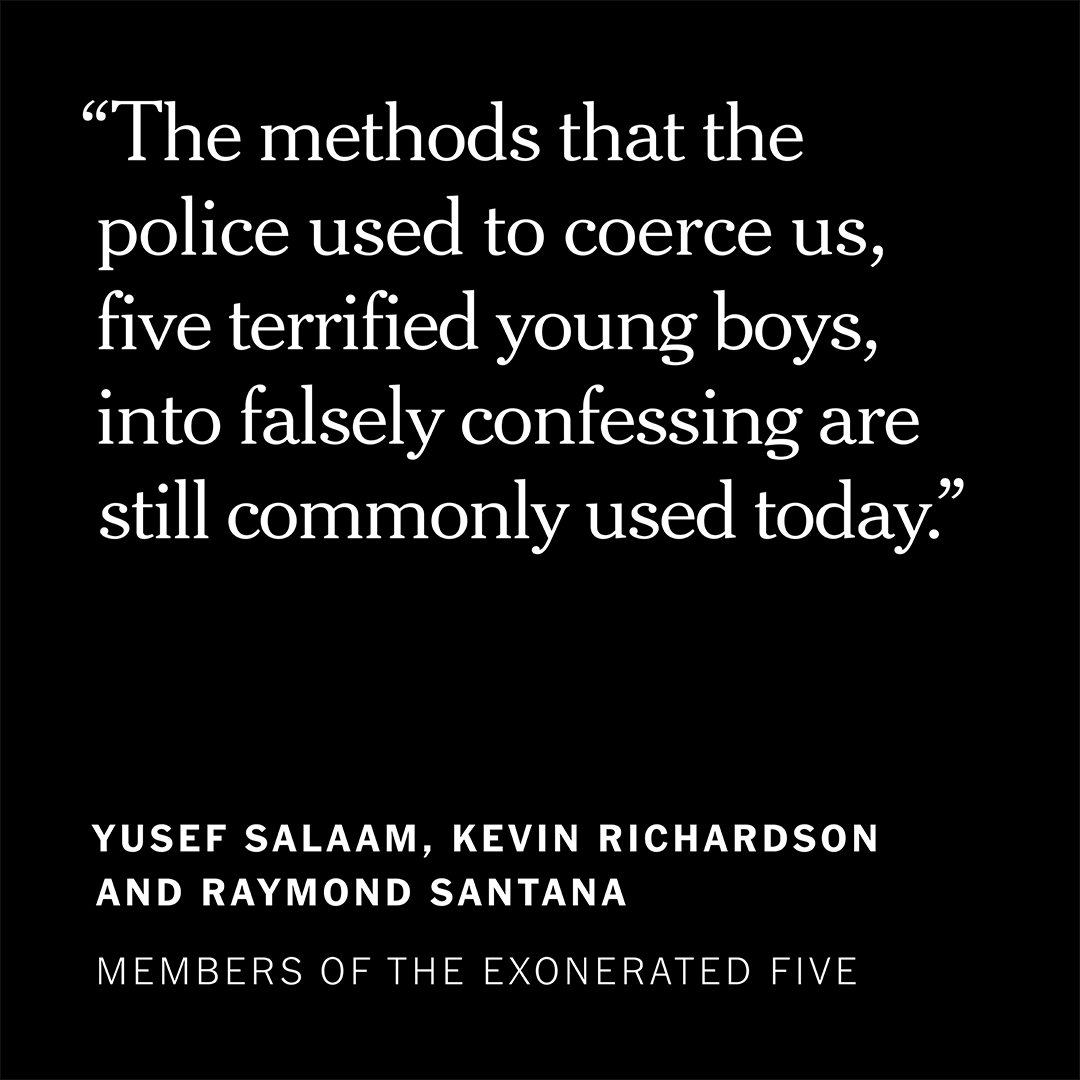 “The methods that the
police used to coerce us,
five terrified young boys,
into falsely confessing are
still commonly used today.”
YUSEF SALAAM, KEVIN RICHARDSON
AND RAYMOND SANTANA
MEMBERS OF THE EXONERATED FIVE